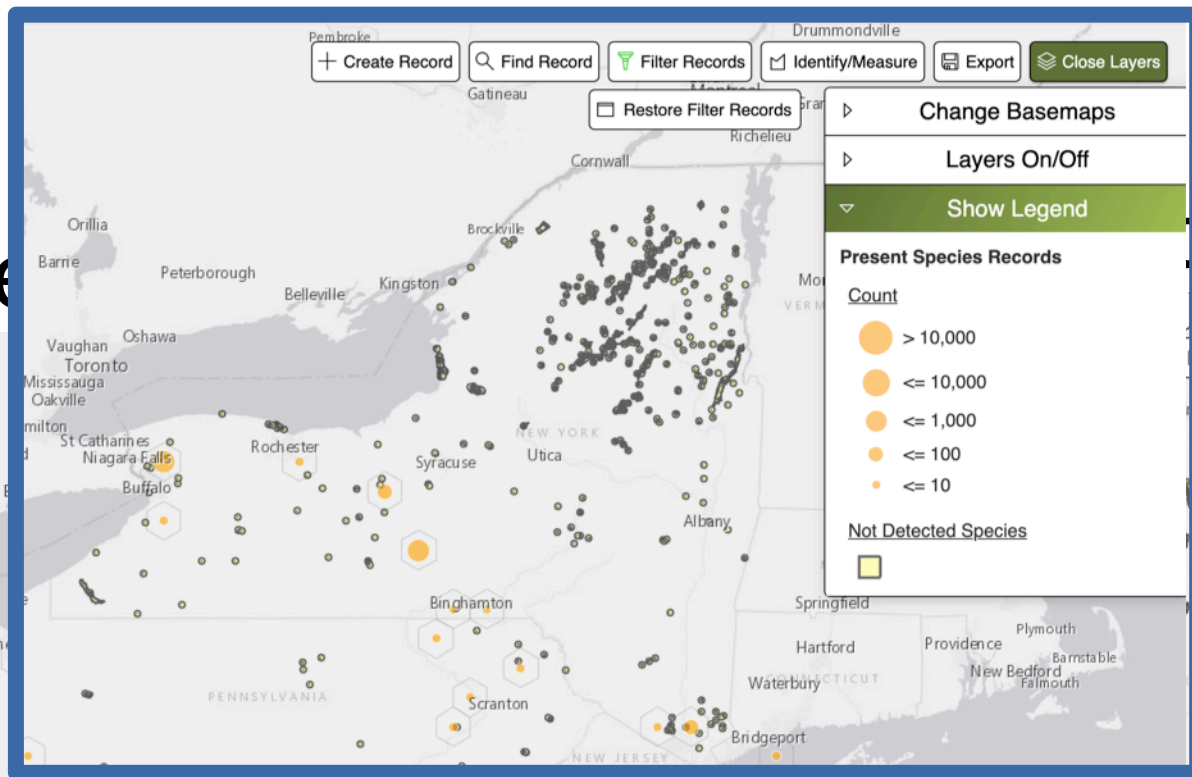 Pembroke
Drummondville
Create Record
Find Record
Filter Records
Identify/Measure
Export
Close Layers
Gatineau
Montreal
Restore Filter Records
Change Basemaps
Richelieu
Cornwall
Layers On/Off
Show Legend
Orillia
Brockville
Barrie
Peterborough
Kingston
Belleville
Present Species Records
Count
> 10,000
<= 10,000
<= 1,000
<= 100
<= 10
Not Detected Species
Oshawa
Vaughan
Toronto
Mississauga
Oakville
St Catharines
Niagara Falls
Buffalo
Rochester
NEW YORK
Syracuse
Utica
Albany
Binghamton
Springfield
Plymouth
Hartford
Providence
Barnstable
New Bedford
Falmouth
Waterbury
CONNECTICUT
PENNSYLVANIA
Scranton
Bridgeport
NEW JERSEY